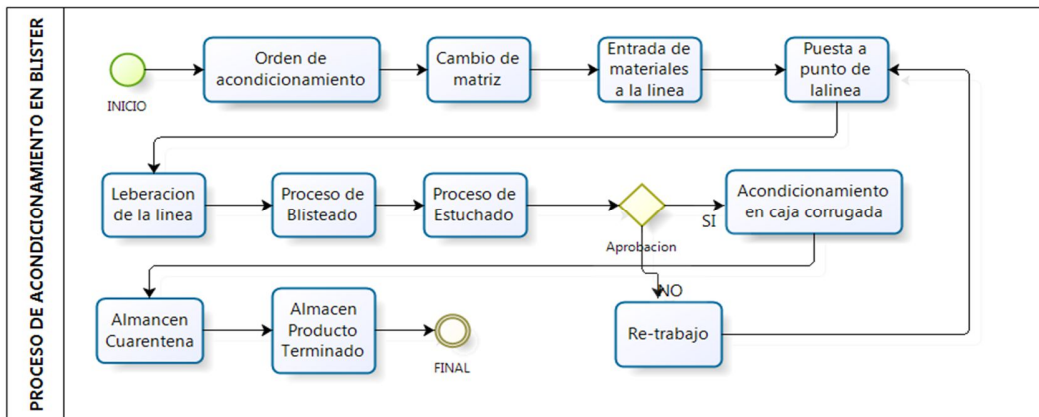 PROCESO DE ACONDICIONAMIENTO EN BLISTER
INICIO
Orden de
acondicionamiento
Cambio de
matriz
Entrada de
materiales
a la linea
Puesta a
punto de
lalinea
Leberacion
de la linea
Proceso de
Blisteado
Proceso de
Estuchado
Aprobacion
SI
Acondicionamiento
en caja corrugada
NO
Re-trabajo
Almancen
Cuarentena
Almacen
Producto
Terminado
FINAL